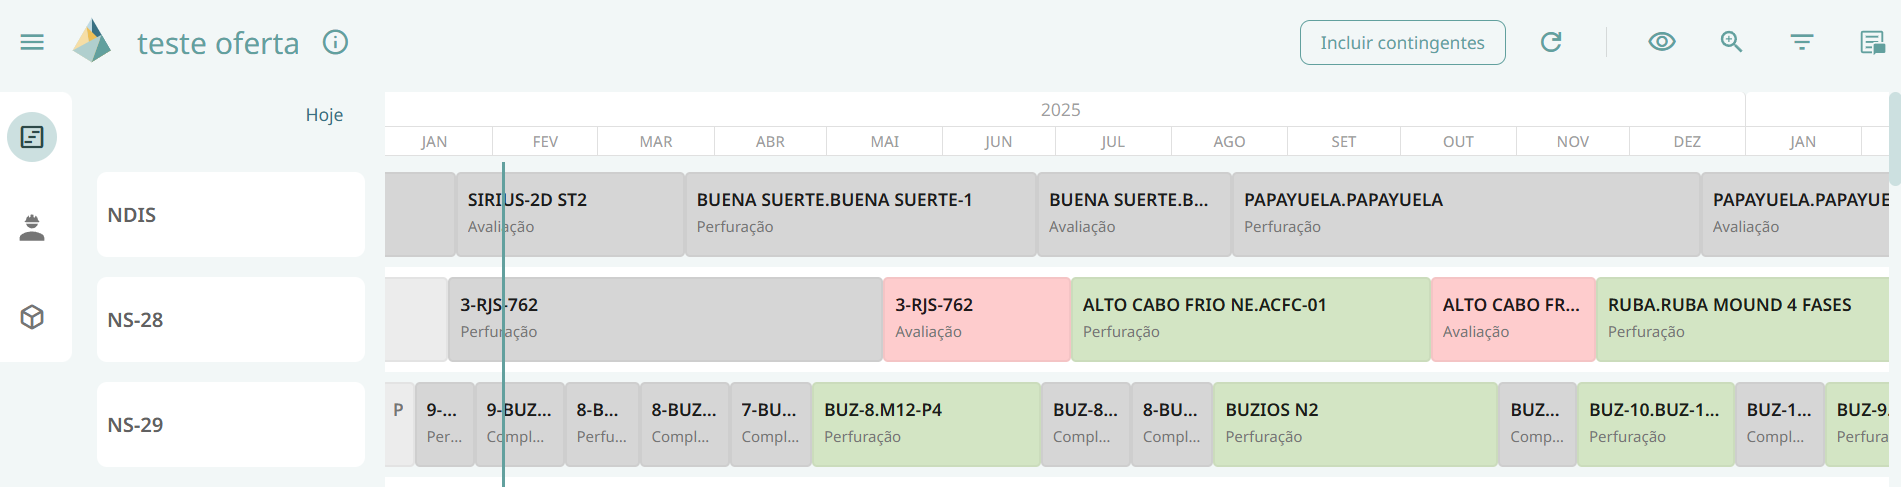 teste oferta
Incluir contingentes
Hoje
2025
JAN FEV MAR ABR MAI JUN JUL AGO SET OUT NOV DEZ JAN
NDIS
SIRIUS-2D ST2
Avaliação
BUENA SUERTE.BUENA SUERTE-1
Perfuração
BUENA SUERTE.B...
Avaliação
PAPAYUELA.PAPAYUELA
Perfuração
PAPAYUELA.PAPAYUE
Avaliação
NS-28
3-RJS-762
Perfuração
3-RJS-762
Avaliação
ALTO CABO FRIO NE.ACFC-01
Perfuração
ALTO CABO FR...
Avaliação
RUBA.RUBA MOUND 4 FASES
Perfuração
NS-29
P
9-...
Per...
9-BUZ...
Compl...
8-B...
Perfu...
8-BUZ...
Compl...
7-BU...
Compl...
BUZ-8.M12-P4
Perfuração
BUZ-8...
Compl...
8-BU...
Compl...
BUZIOS N2
Perfuração
BUZ...
Comp...
BUZ-10.BUZ-1...
Perfuração
BUZ-1...
Compl...
BUZ-9.
Perfura